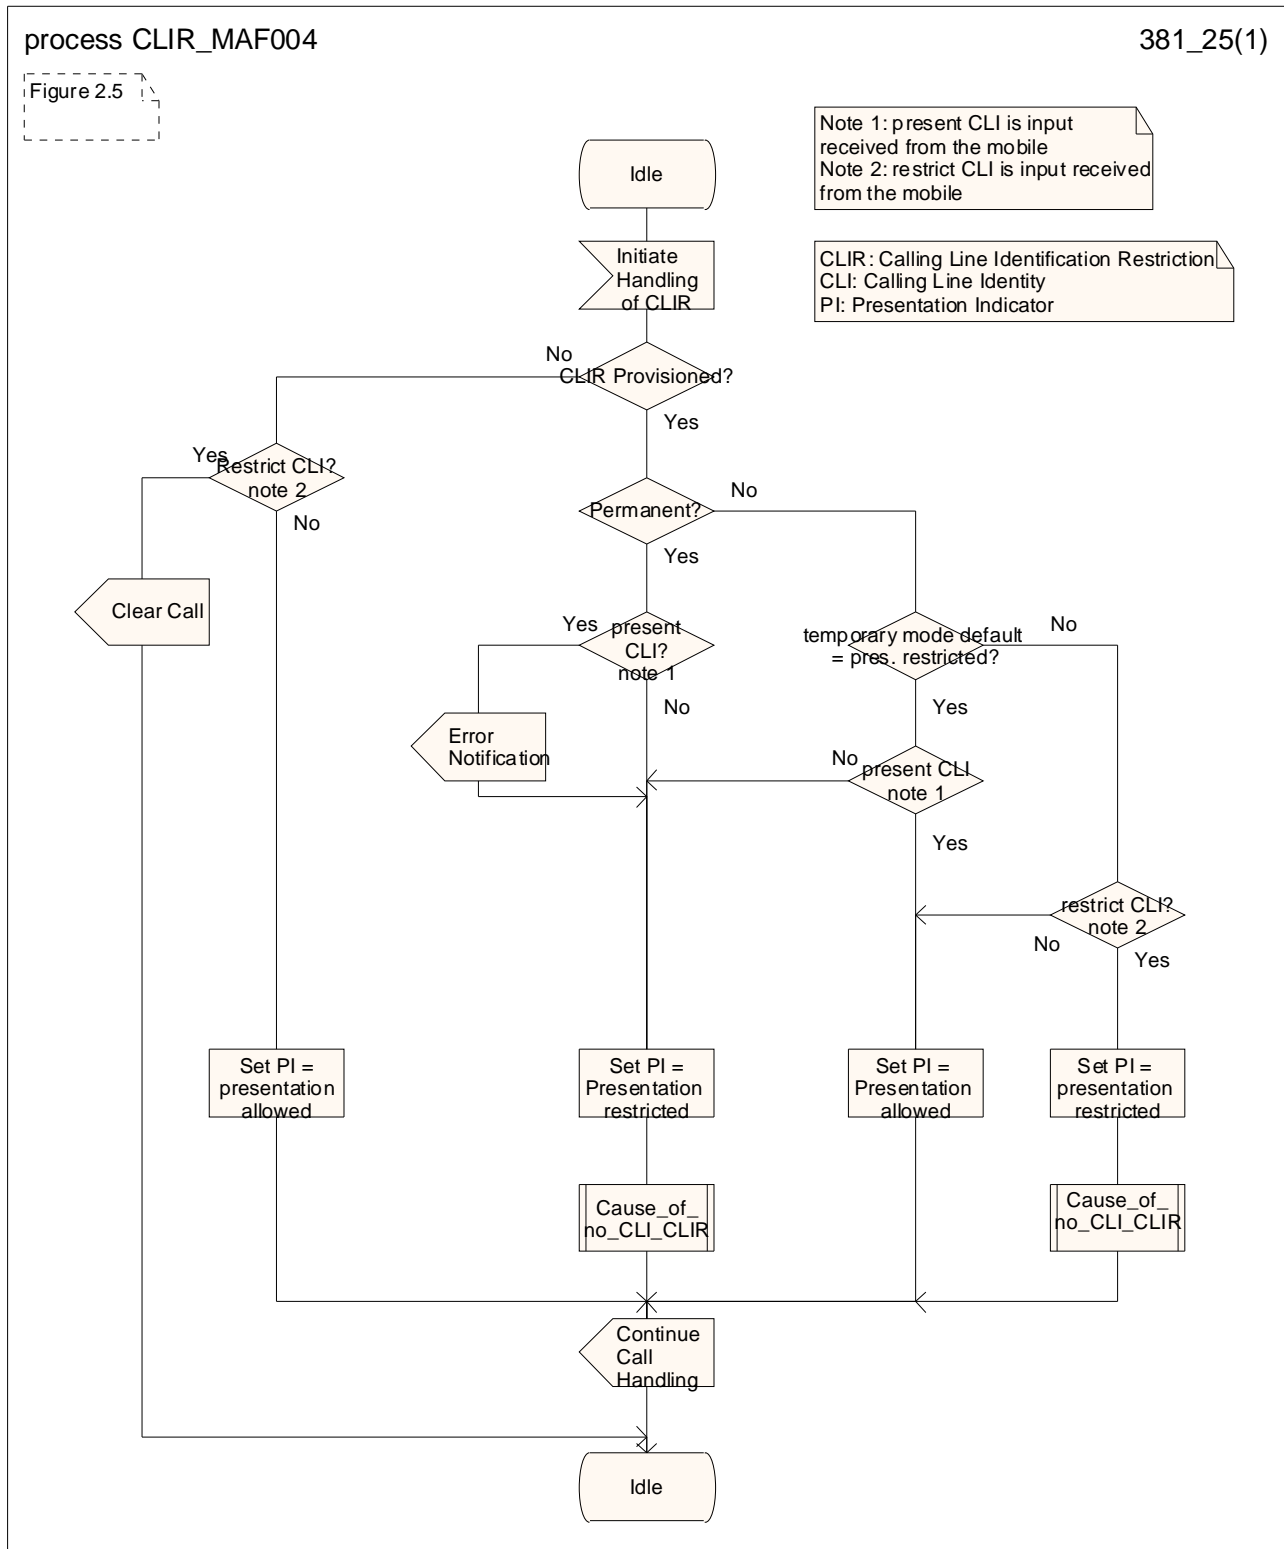 process CLIR_MAF004
381_25(1)
Figure 2.5
Note 1: present CLI is input
received from the mobile
Note 2: restrict CLI is input received
from the mobile
Idle
Initiate
Handling
of CLIR
CLIR: Calling Line Identification Restriction
CLI: Calling Line Identity
PI: Presentation Indicator
No
CLIR Provisioned?
Yes
Yes
Restrict CLI?
note 2
No
Permanent?
No
Yes
Clear Call
Yes
present
CLI?
note 1
No
temporary mode default
= pres. restricted?
No
Yes
Error
Notification
No
present CLI
note 1
Yes
restrict CLI?
note 2
No
Yes
Set PI =
presentation
allowed
Set PI =
Presentation
restricted
Set PI =
Presentation
allowed
Set PI =
presentation
restricted
Cause_of_
no_CLI_CLIR
Cause_of_
no_CLI_CLIR
Continue
Call
Handling
Idle